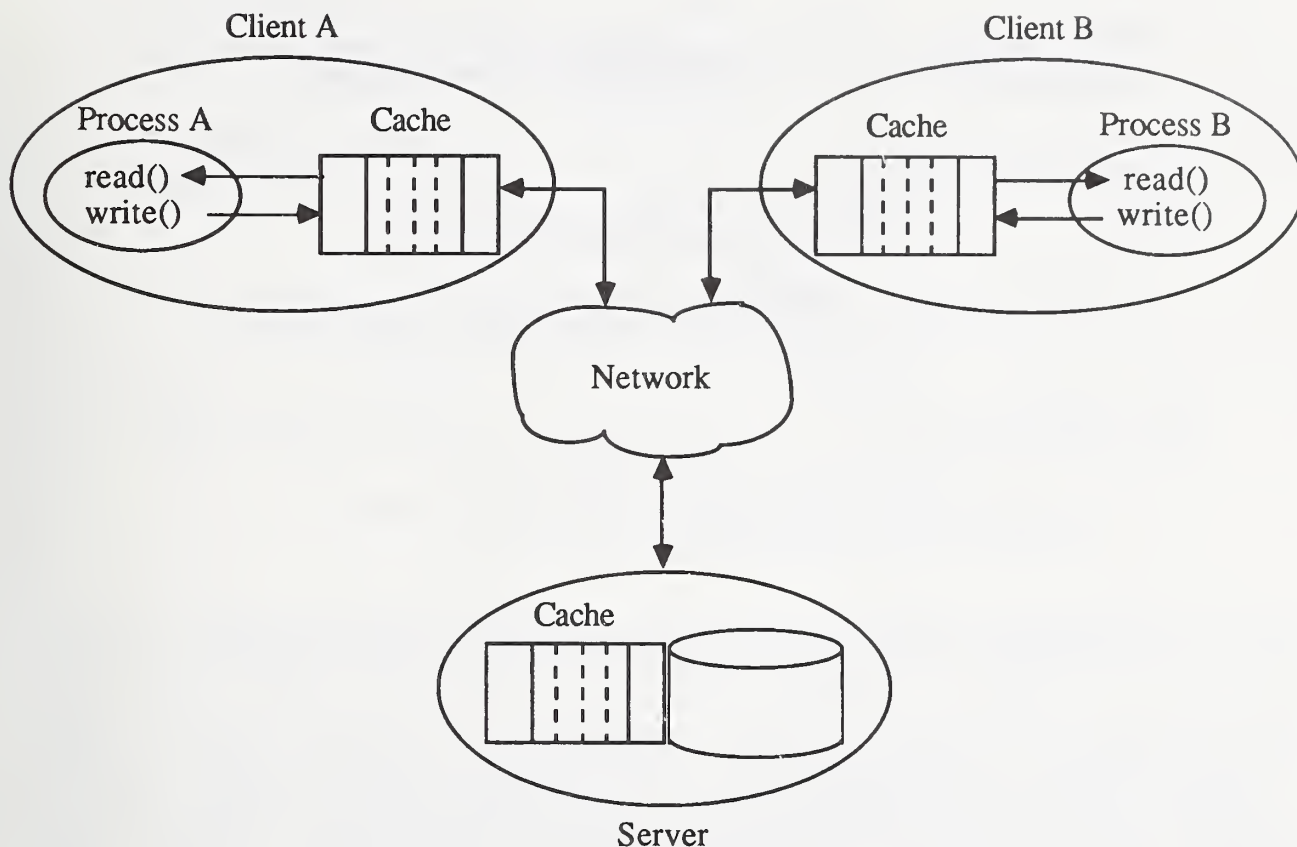 Client A
Client B
Process A
Cache
read()
write()
Cache
Process B
read()
write()
Network
Cache
Server